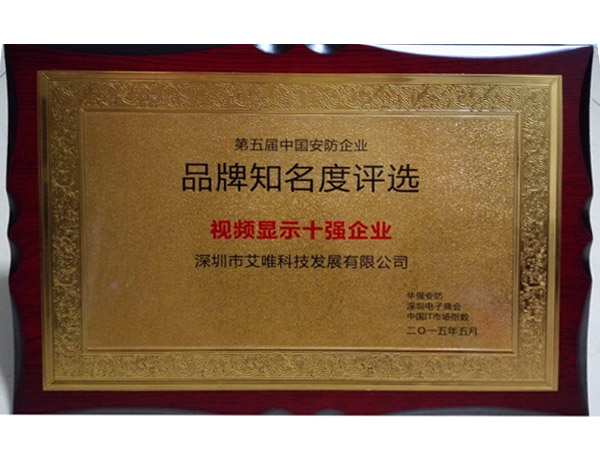 第五届中国安防企业
品牌知名度评选
视频显示十强企业
深圳市艾唯科技发展有限公司
华强安防
深圳电子商会
中国IT市场指数
二〇一五年五月